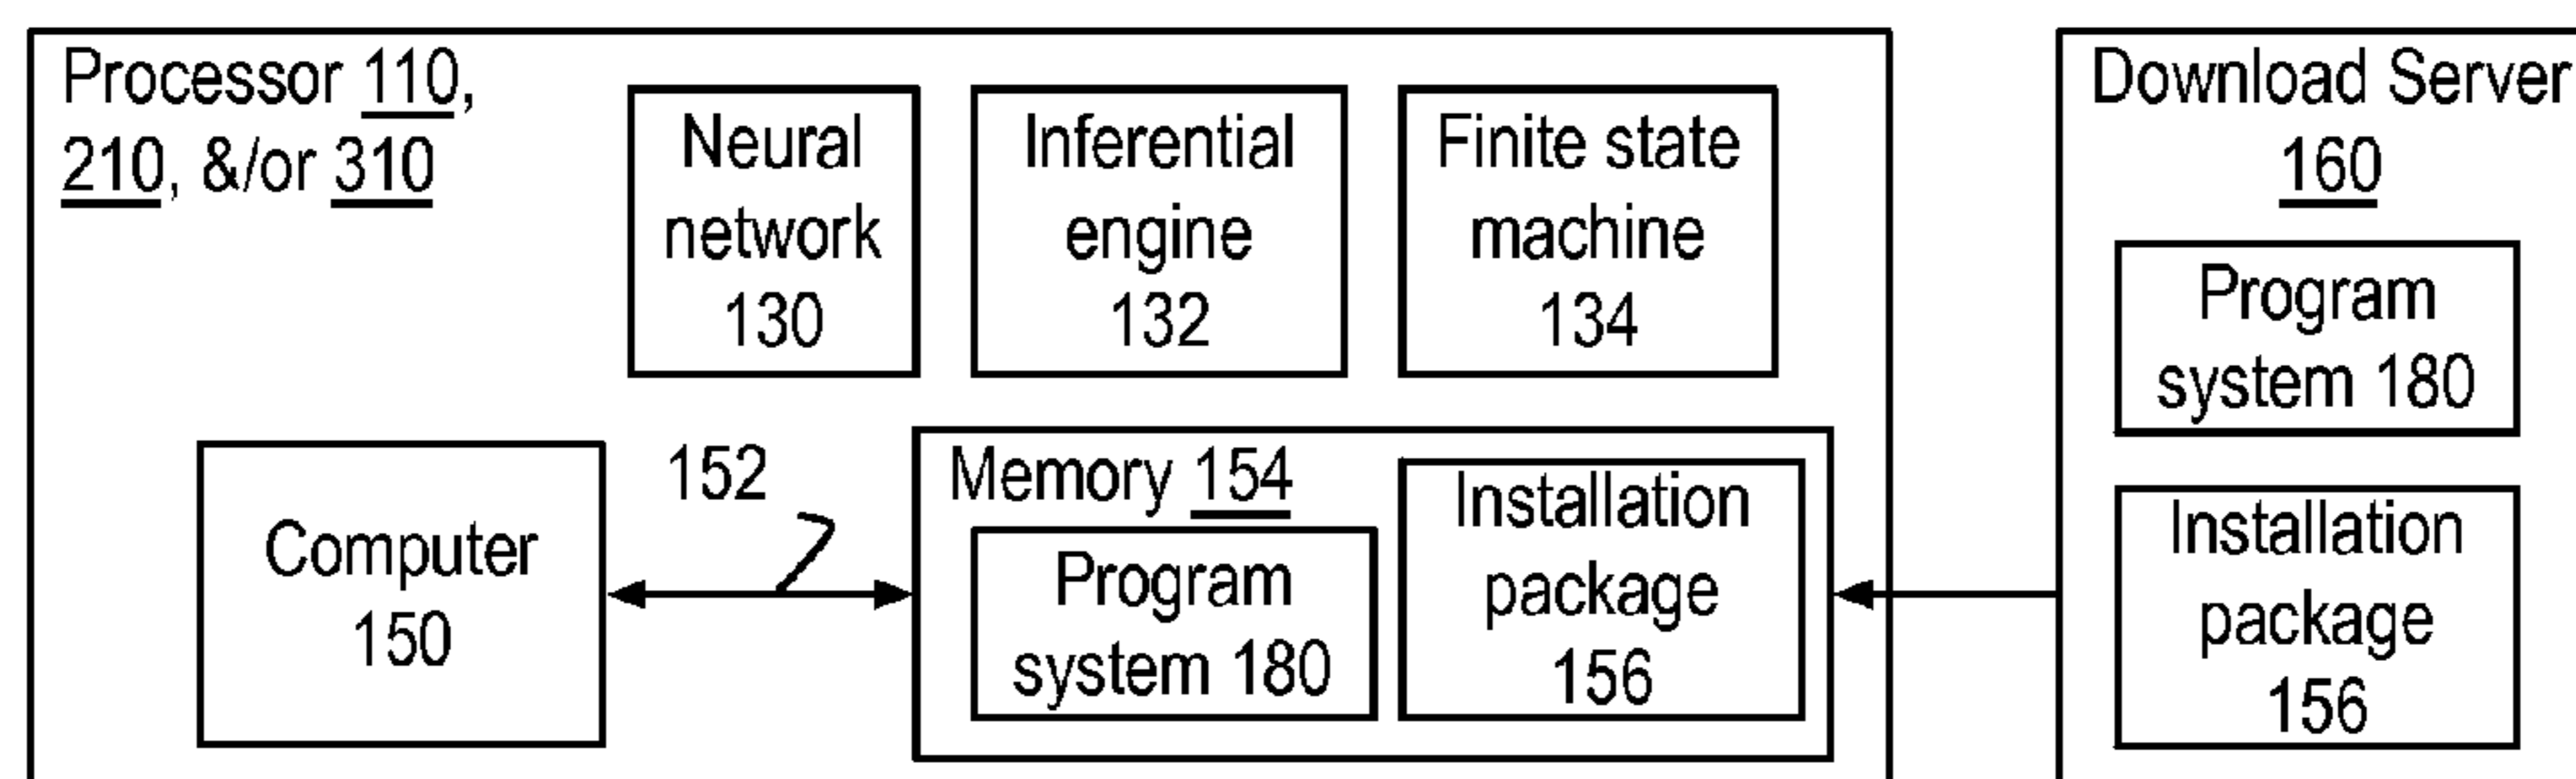 Processor 110,
210, &/or 310
Neural
network
130
Inferential
engine
132
Finite state
machine
134
Computer
150
152
Memory 154
Program
system 180
Installation
package
156
Download Server
160
Program
system 180
Installation
package
156